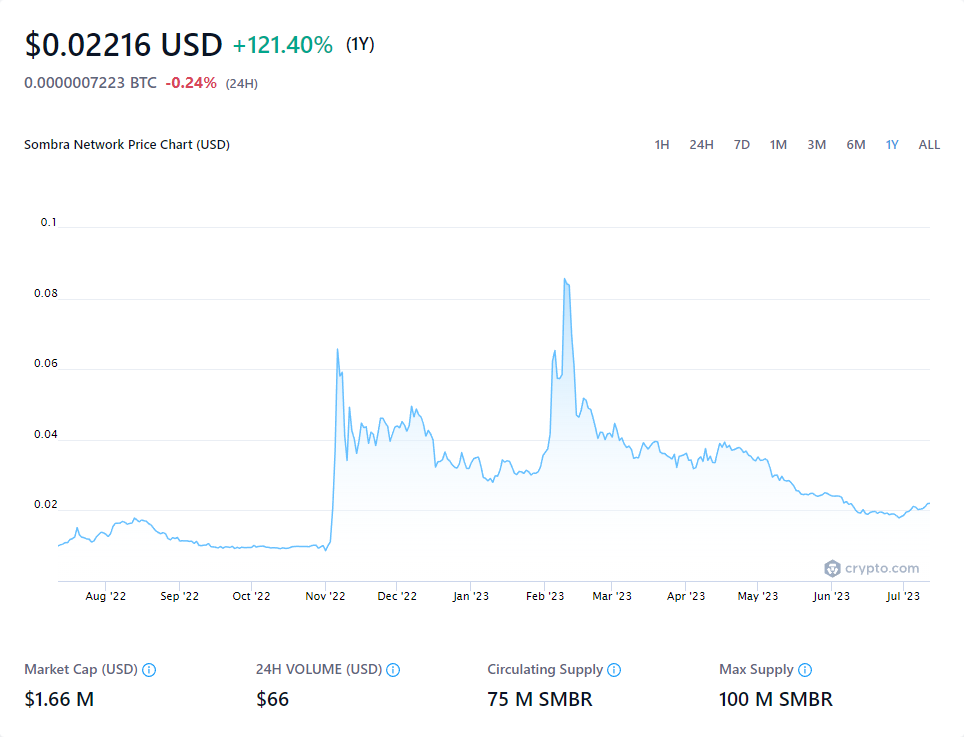 $0.02216 USD +121.40% (1Y)
0.0000007223 BTC -0.24% (24H)
Sombra Network Price Chart (USD) 1H 24H 7D 1M 3M 6M 1Y ALL
0.1
0.08
0.06
0.04
0.02
crypto.com
Aug '22 Sep '22 Oct '22 Nov '22 Dec '22 Jan '23 Feb '23 Mar '23 Apr '23 May '23 Jun '23 Jul '23
Market Cap (USD) 24H VOLUME (USD) Circulating Supply Max Supply
$1.66 M $66 75 M SMBR 100 M SMBR